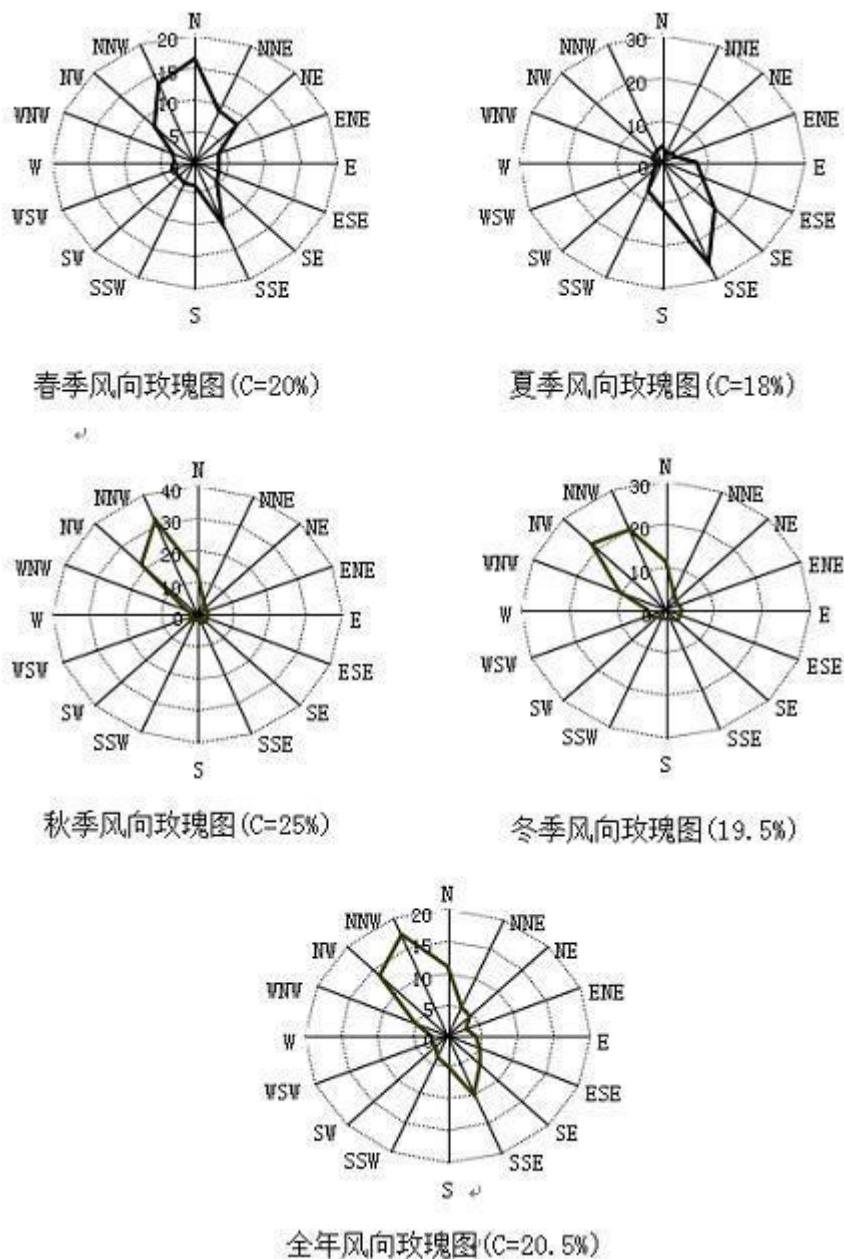 N
NNE
NE
ENE
E
ESE
SE
SSE
S
SSW
SW
WSW
W
WNW
NW
NNW
20
15
10
5
0
春季风向玫瑰图(C=20%)
N
NNE
NE
ENE
E
ESE
SE
SSE
S
SSW
SW
WSW
W
WNW
NW
NNW
30
20
10
0
夏季风向玫瑰图(C=18%)
N
NNE
NE
ENE
E
ESE
SE
SSE
S
SSW
SW
WSW
W
WNW
NW
NNW
40
30
20
10
0
秋季风向玫瑰图(C=25%)
N
NNE
NE
ENE
E
ESE
SE
SSE
S
SSW
SW
WSW
W
WNW
NW
NNW
30
20
10
0
冬季风向玫瑰图(19.5%)
N
NNE
NE
ENE
E
ESE
SE
SSE
S
SSW
SW
WSW
W
WNW
NW
NNW
20
15
10
5
0
全年风向玫瑰图(C=20.5%)